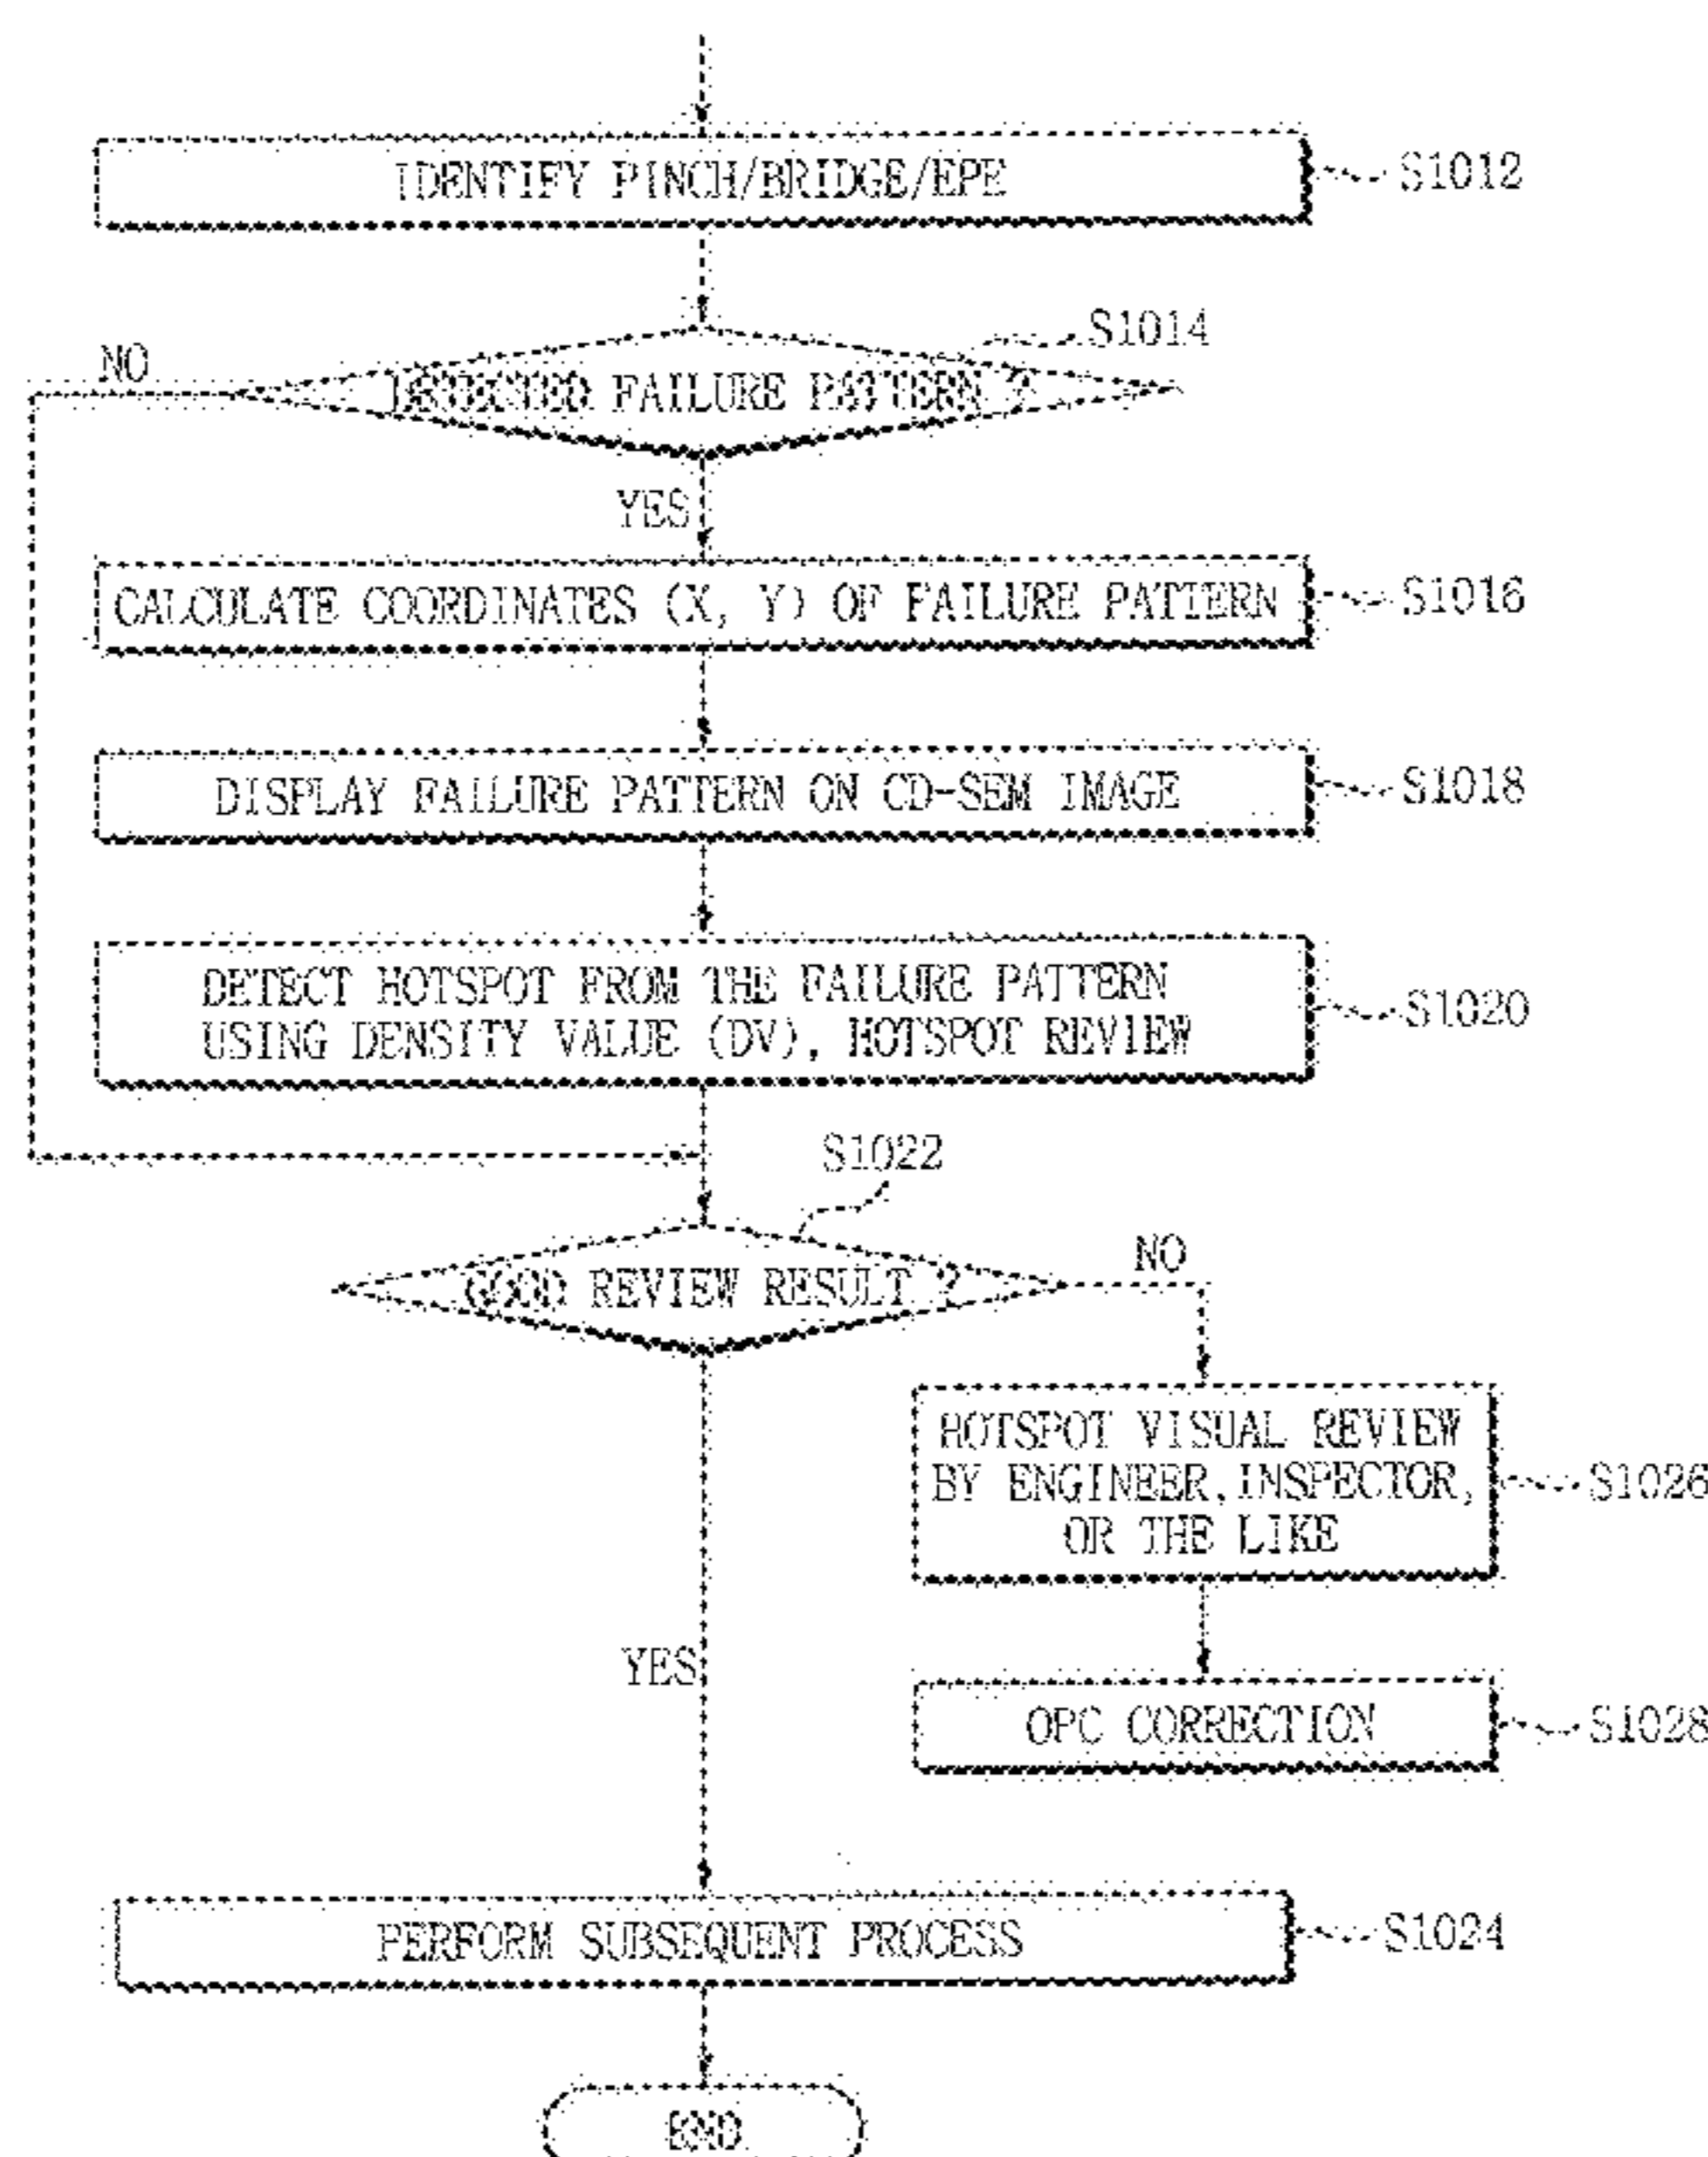 IDENTIFY PINCH/BRIDGE/EPE
S1012
S1014
NO
DETECTED FAILURE PATTERN ?
YES
CALCULATE COORDINATES (X, Y) OF FAILURE PATTERN
S1016
DISPLAY FAILURE PATTERN ON CD-SEM IMAGE
S1018
DETECT HOTSPOT FROM THE FAILURE PATTERN
USING DENSITY VALUE (DV), HOTSPOT REVIEW
S1020
S1022
GOOD REVIEW RESULT ?
NO
HOTSPOT VISUAL REVIEW
BY ENGINEER, INSPECTOR,
OR THE LIKE
S1026
YES
OPC CORRECTION
S1028
PERFORM SUBSEQUENT PROCESS
S1024
END